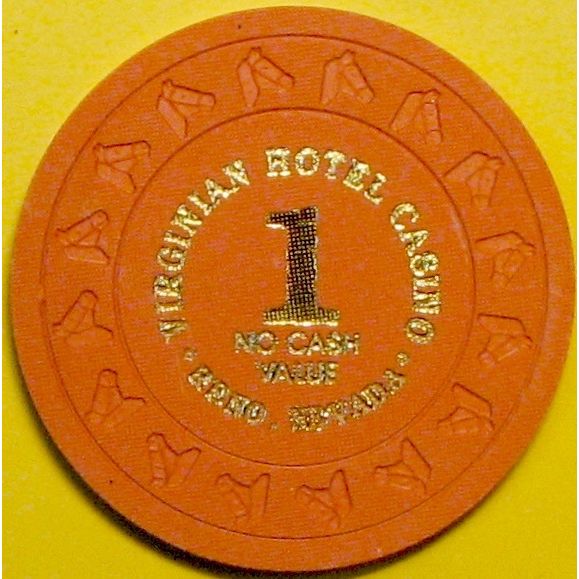 VIRGINIAN HOTEL CASINO
1
NO CASH
VALUE
RENO, NEVADA